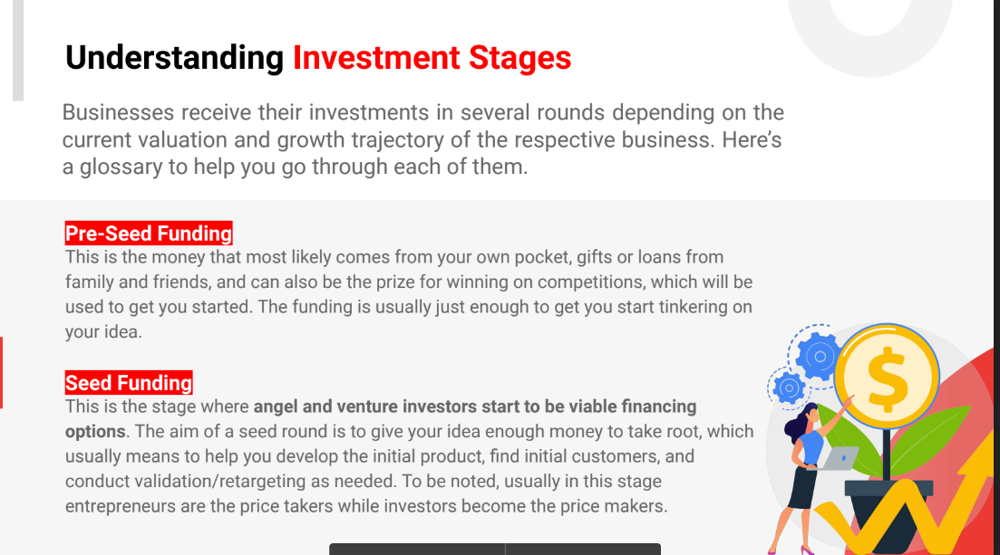 Understanding Investment Stages
Businesses receive their investments in several rounds depending on the
current valuation and growth trajectory of the respective business. Here’s
a glossary to help you go through each of them.
Pre-Seed Funding
This is the money that most likely comes from your own pocket, gifts or loans from
family and friends, and can also be the prize for winning on competitions, which will be
used to get you started. The funding is usually just enough to get you start tinkering on
your idea.
Seed Funding
This is the stage where angel and venture investors start to be viable financing
options. The aim of a seed round is to give your idea enough money to take root, which
usually means to help you develop the initial product, find initial customers, and
conduct validation/retargeting as needed. To be noted, usually in this stage
entrepreneurs are the price takers while investors become the price makers.
$